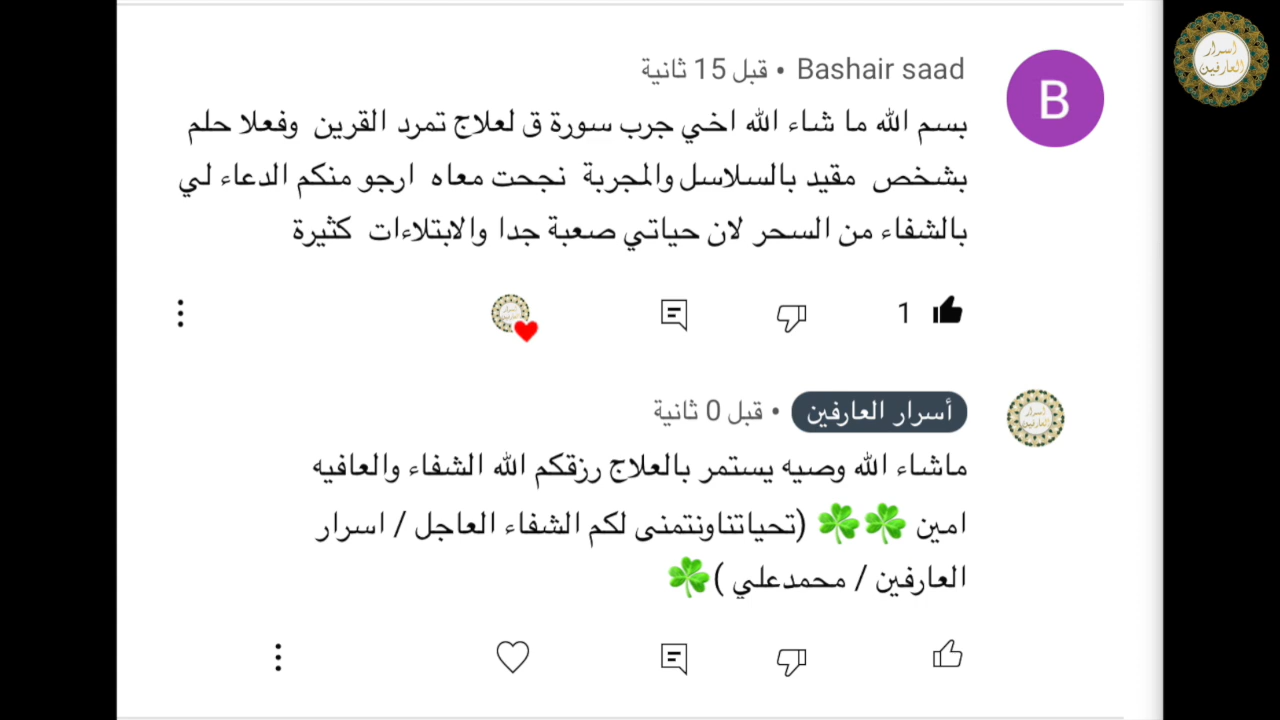 اسرار
العارفين
Bashair saad • قبل 15 ثانية
B
بسم الله ما شاء الله اخي جرب سورة ق لعلاج تمرد القرين وفعلا حلم
بشخص مقيد بالسلاسل والمجربة نجحت معاه ارجو منكم الدعاء لي
بالشفاء من السحر لان حياتي صعبة جدا والابتلاءات كثيرة
1
أسرار العارفين • قبل 0 ثانية
ماشاء الله وصيه يستمر بالعلاج رزقكم الله الشفاء والعافيه
امين ☘️☘️ (تحياتناونتمنى لكم الشفاء العاجل / اسرار
العارفين / محمدعلي )☘️